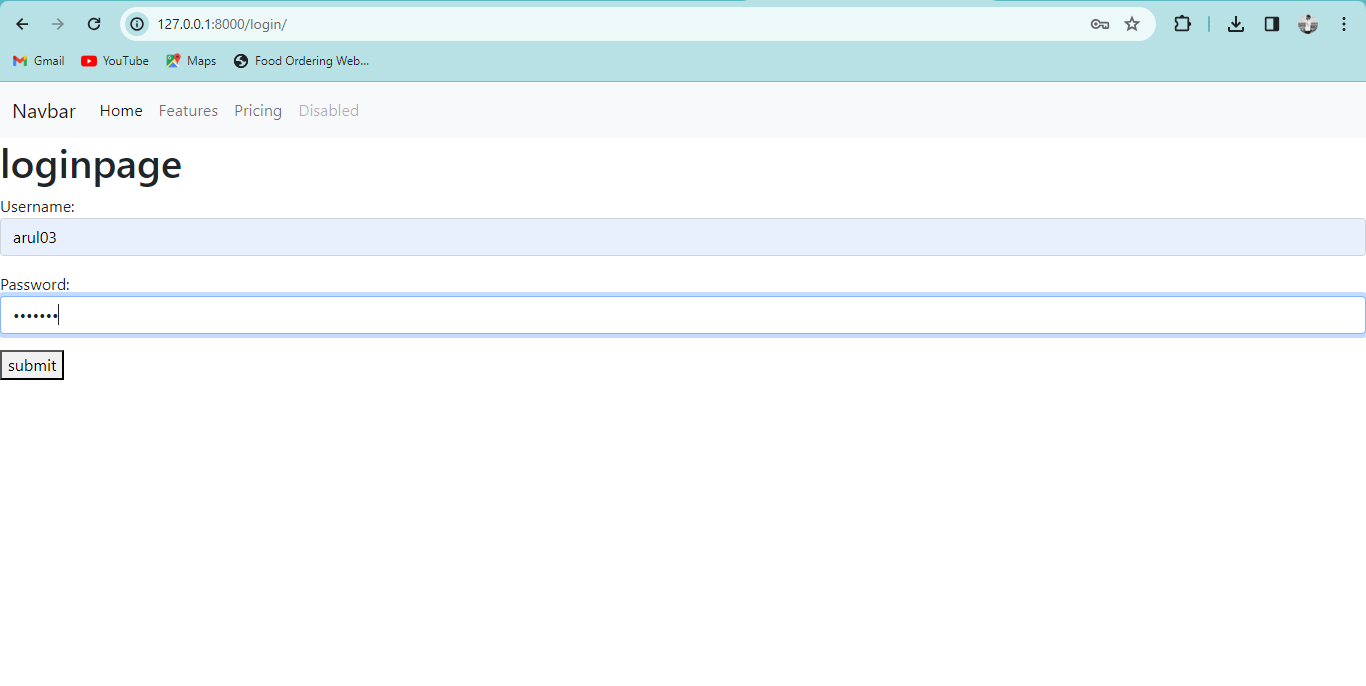 127.0.0.1:8000/login/
Gmail YouTube Maps Food Ordering Web...
Navbar Home Features Pricing Disabled
loginpage
Username:
arul03
Password:
•••••••
submit